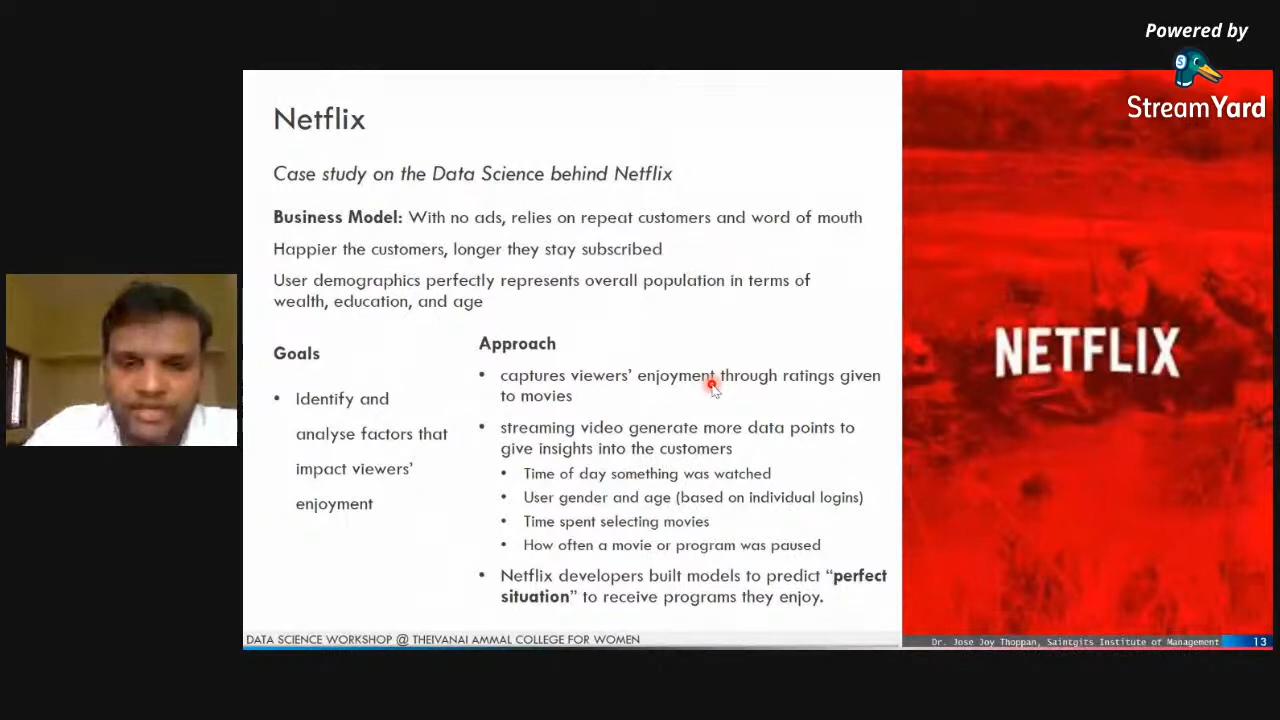 Powered by
StreamYard
Netflix
Case study on the Data Science behind Netflix
Business Model: With no ads, relies on repeat customers and word of mouth
Happier the customers, longer they stay subscribed
User demographics perfectly represents overall population in terms of
wealth, education, and age
Goals
• Identify and
analyse factors that
impact viewers'
enjoyment
Approach
• captures viewers' enjoyment through ratings given
to movies
• streaming video generate more data points to
give insights into the customers
• Time of day something was watched
• User gender and age (based on individual logins)
• Time spent selecting movies
• How often a movie or program was paused
• Netflix developers built models to predict “perfect
situation” to receive programs they enjoy.
NETFLIX
DATA SCIENCE WORKSHOP @ THEIVANAI AMMAL COLLEGE FOR WOMEN
Dr. Jose Joy Thoppan, Saintgits Institute of Management
13